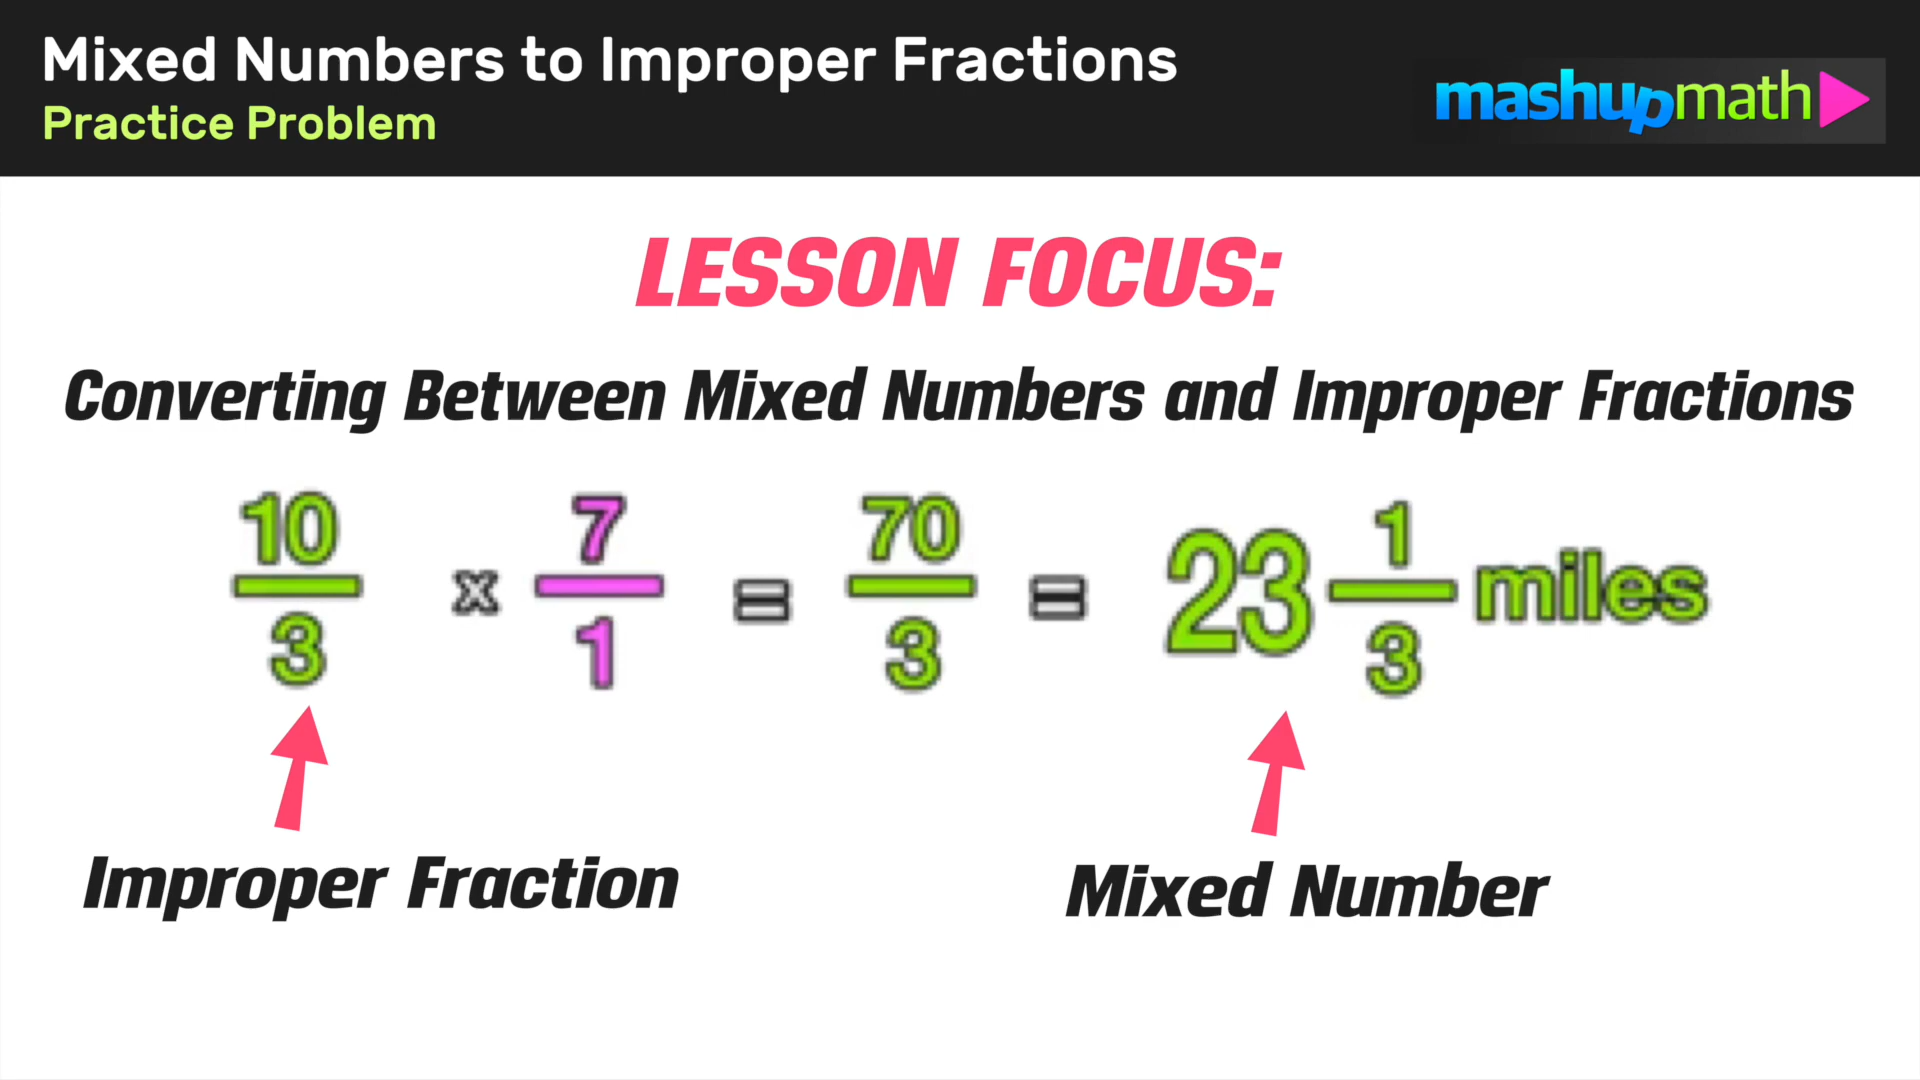 Mixed Numbers to Improper Fractions
Practice Problem
mashupmath
LESSON FOCUS:
Converting Between Mixed Numbers and Improper Fractions
10/3 x 7/1 = 70/3 = 23 1/3 miles
Improper Fraction
Mixed Number